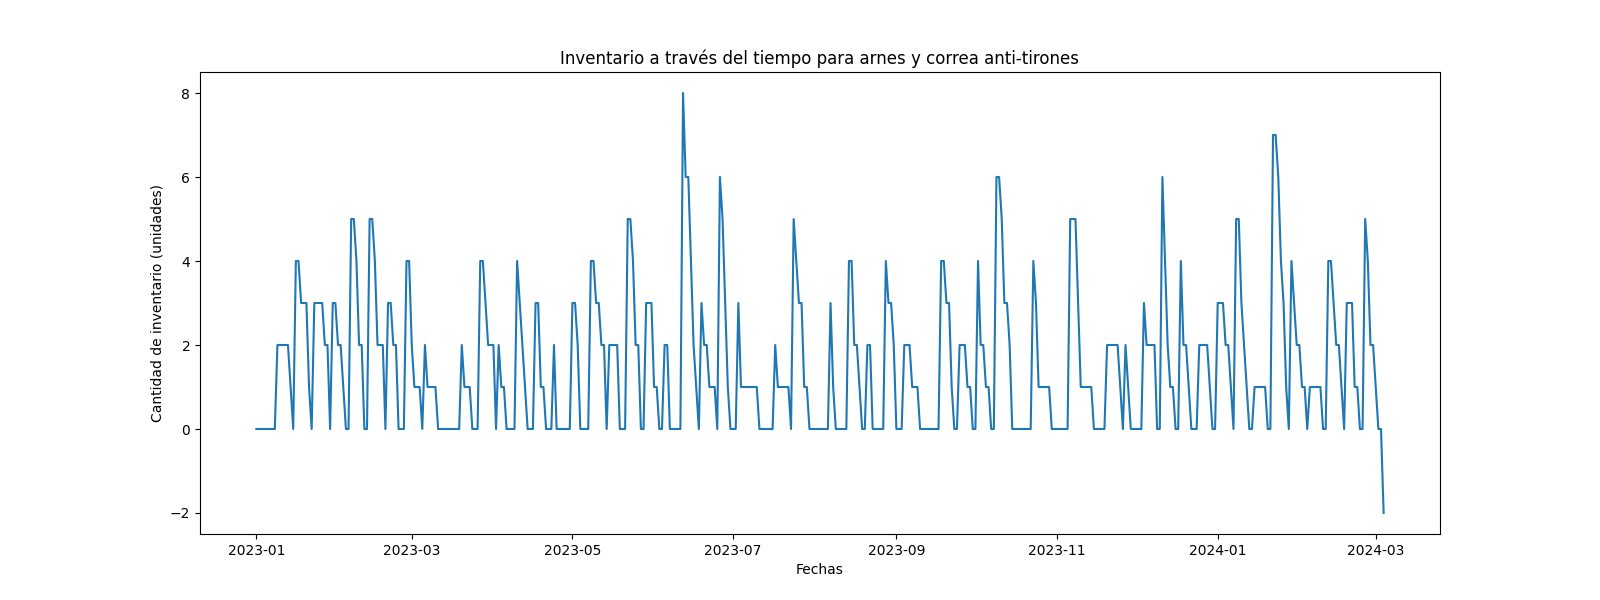 Inventario a través del tiempo para arnes y correa anti-tirones
8
6
4
2
0
−2
Cantidad de inventario (unidades)
2023-01 2023-03 2023-05 2023-07 2023-09 2023-11 2024-01 2024-03
Fechas